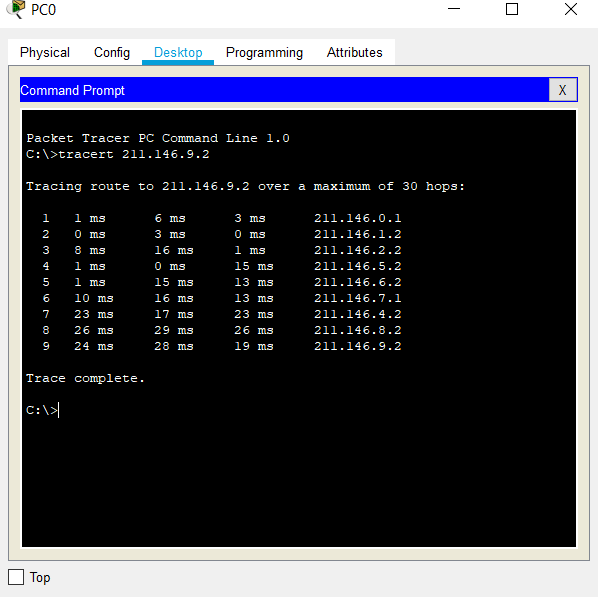 PC0
Physical Config Desktop Programming Attributes
Command Prompt X
Packet Tracer PC Command Line 1.0
C:\>tracert 211.146.9.2
Tracing route to 211.146.9.2 over a maximum of 30 hops:
1 1 ms 6 ms 3 ms 211.146.0.1
2 0 ms 3 ms 0 ms 211.146.1.2
3 8 ms 16 ms 1 ms 211.146.2.2
4 1 ms 0 ms 15 ms 211.146.5.2
5 1 ms 15 ms 13 ms 211.146.6.2
6 10 ms 16 ms 13 ms 211.146.7.1
7 23 ms 17 ms 23 ms 211.146.4.2
8 26 ms 29 ms 26 ms 211.146.8.2
9 24 ms 28 ms 19 ms 211.146.9.2
Trace complete.
C:\>
Top